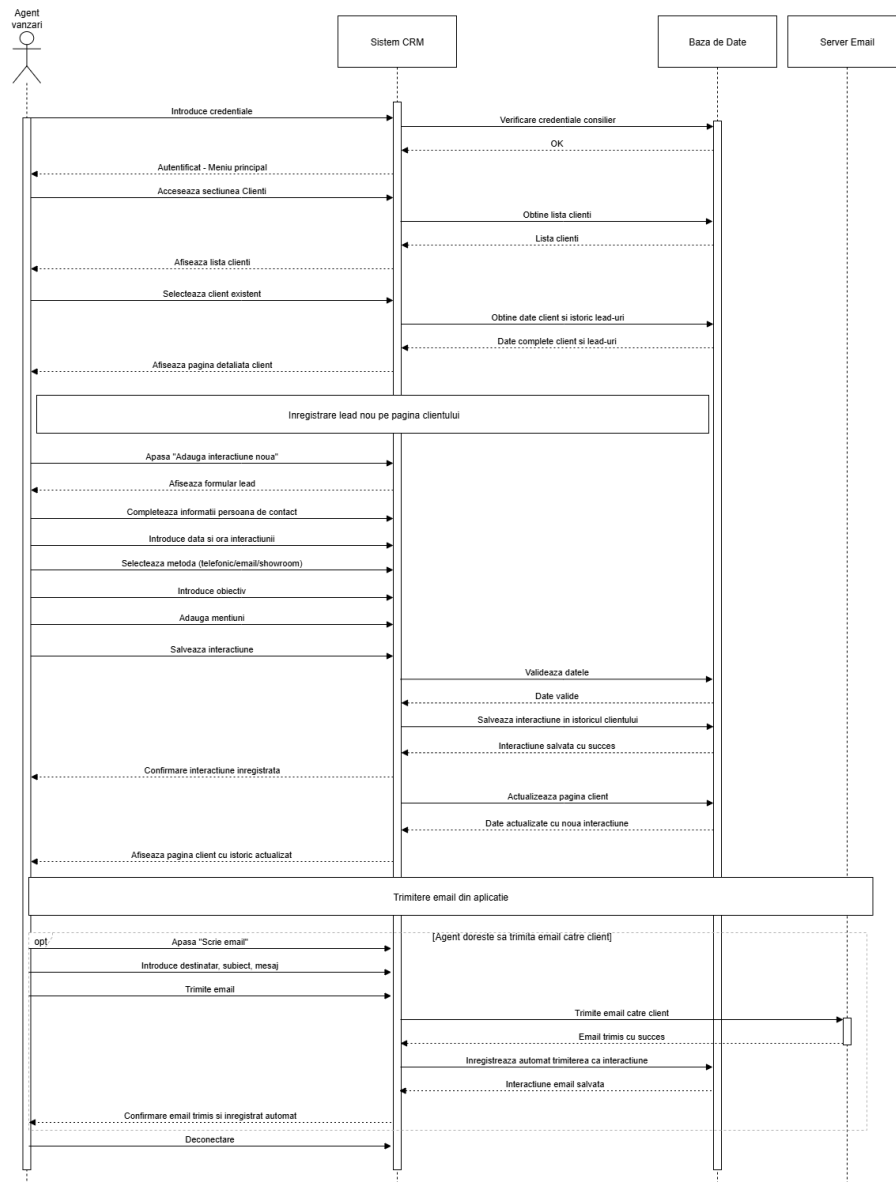 Agent
vanzari
Sistem CRM
Baza de Date
Server Email
Introduce credentiale
Verificare credentiale consilier
OK
Autentificat - Meniu principal
Acceseaza sectiunea Clienti
Obtine lista clienti
Lista clienti
Afiseaza lista clienti
Selecteaza client existent
Obtine date client si istoric lead-uri
Date complete client si lead-uri
Afiseaza pagina detaliata client
Inregistrare lead nou pe pagina clientului
Apasa "Adauga interactiune noua"
Afiseaza formular lead
Completeaza informatii persoana de contact
Introduce data si ora interactiunii
Selecteaza metoda (telefonic/email/showroom)
Introduce obiectiv
Adauga mentiuni
Salveaza interactiune
Valideaza datele
Date valide
Salveaza interactiune in istoricul clientului
Interactiune salvata cu succes
Confirmare interactiune inregistrata
Actualizeaza pagina client
Date actualizate cu noua interactiune
Afiseaza pagina client cu istoric actualizat
Trimitere email din aplicatie
opt
[Agent doreste sa trimita email catre client]
Apasa "Scrie email"
Introduce destinatar, subiect, mesaj
Trimite email
Trimite email catre client
Email trimis cu succes
Inregistreaza automat trimiterea ca interactiune
Interactiune email salvata
Confirmare email trimis si inregistrat automat
Deconectare